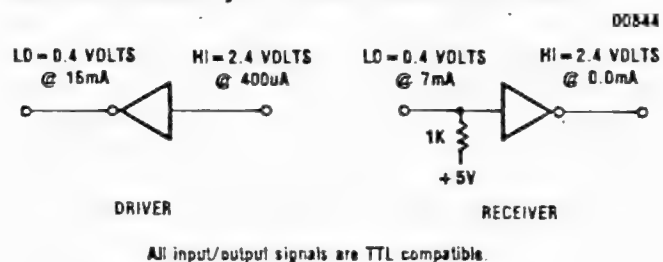 00844
LO = 0.4 VOLTS HI = 2.4 VOLTS LO = 0.4 VOLTS HI = 2.4 VOLTS
@ 16mA @ 400uA @ 7mA @ 0.0mA
1K
+5V
DRIVER RECEIVER
All input/output signals are TTL compatible.